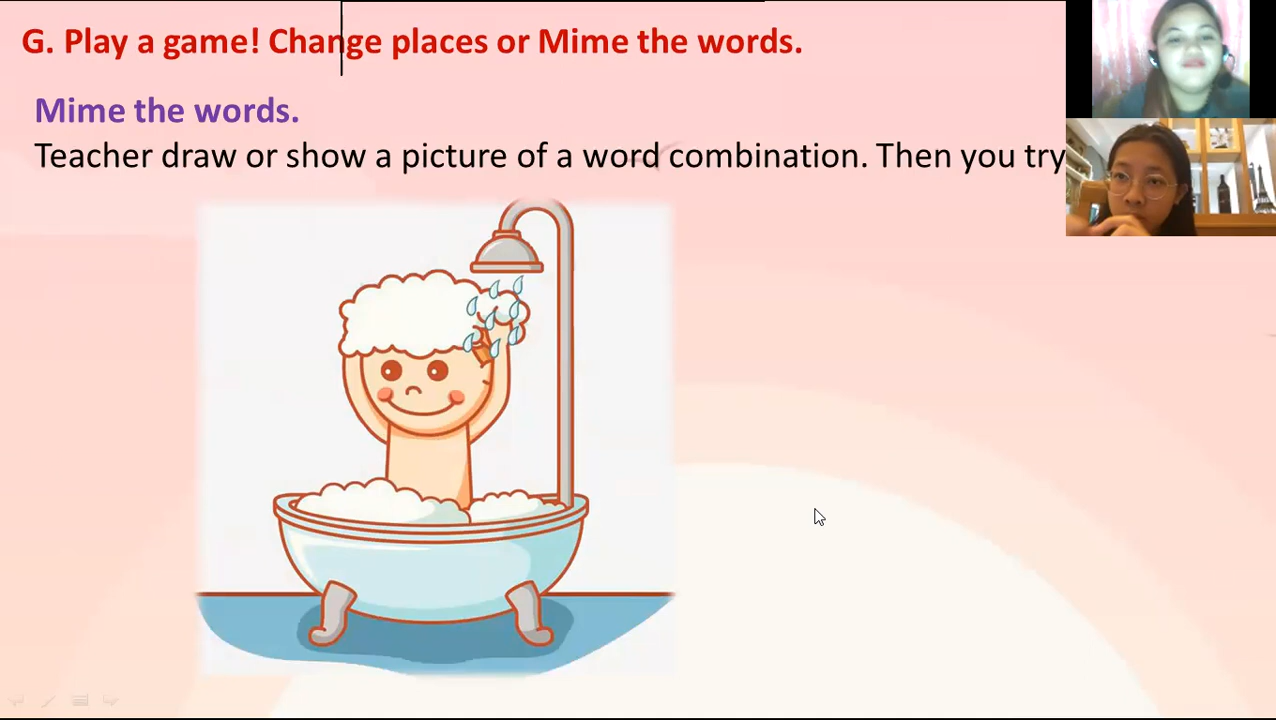 G. Play a game! Change places or Mime the words.
Mime the words.
Teacher draw or show a picture of a word combination. Then you try